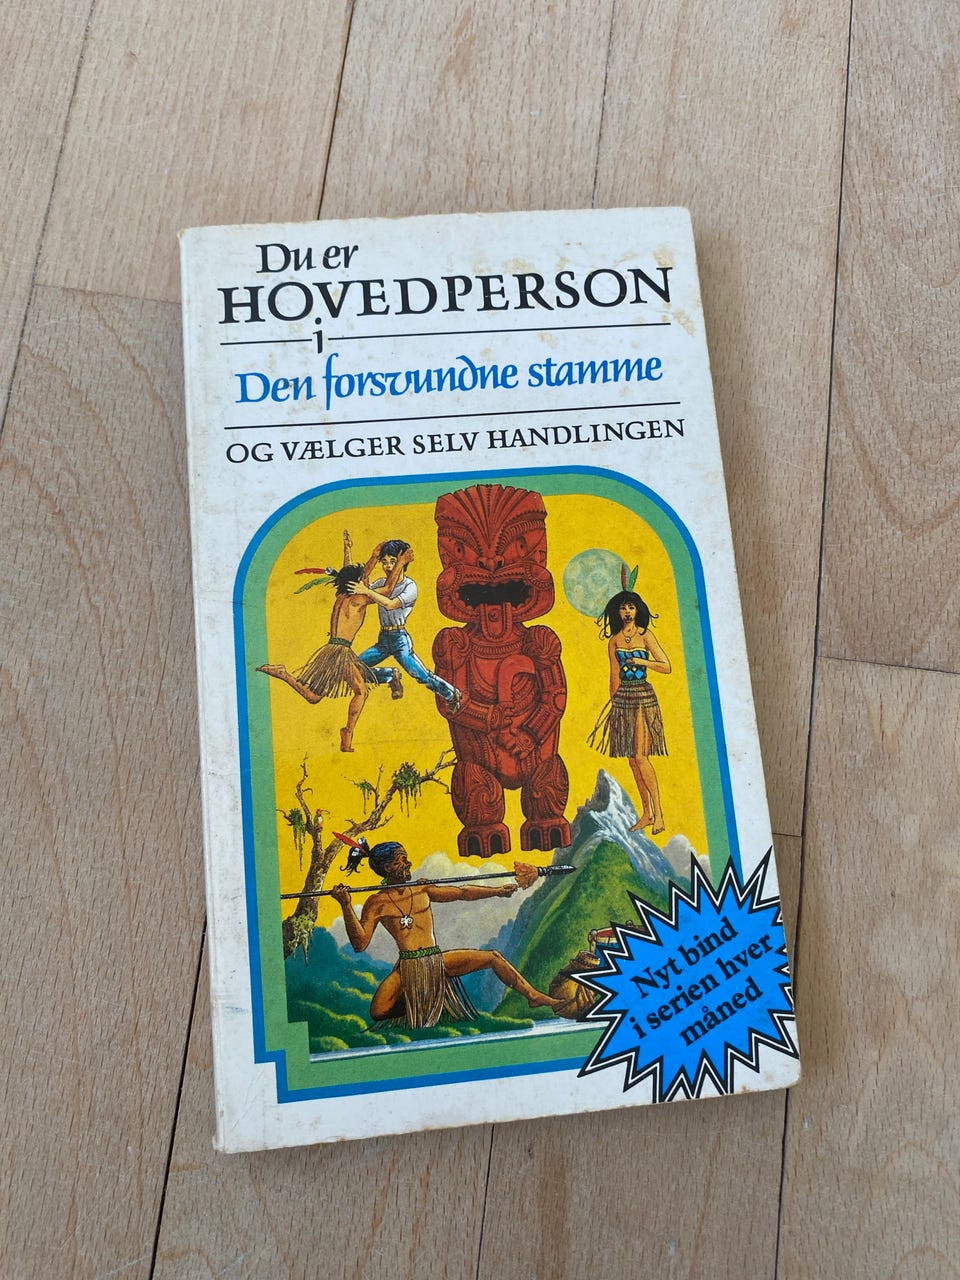 Du er
HOVEDPERSON
i
Den forsvundne stamme
OG VÆLGER SELV HANDLINGEN
Nyt bind
i serien hver
måned